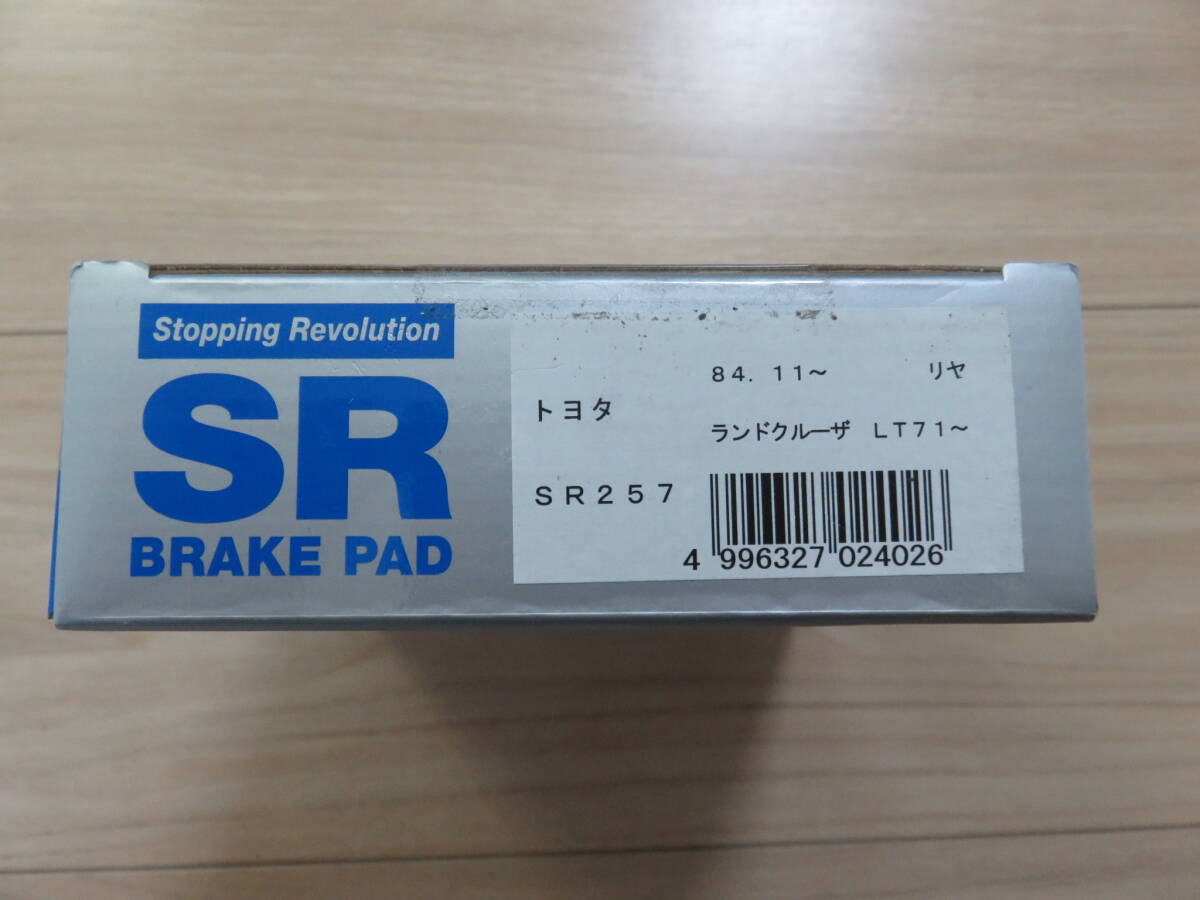 Stopping Revolution
SR
BRAKE PAD
84.11～ リヤ
トヨタ
ランドクルーザ LT71～
SR257
4 996327 024026